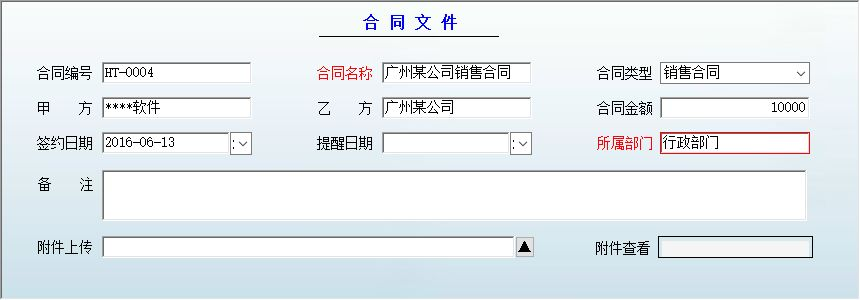 合同文件
合同编号 HT-0004 合同名称 广州某公司销售合同 合同类型 销售合同
甲 方 ****软件 乙 方 广州某公司 合同金额 10000
签约日期 2016-06-13 提醒日期 所属部门 行政部门
备 注
附件上传 附件查看